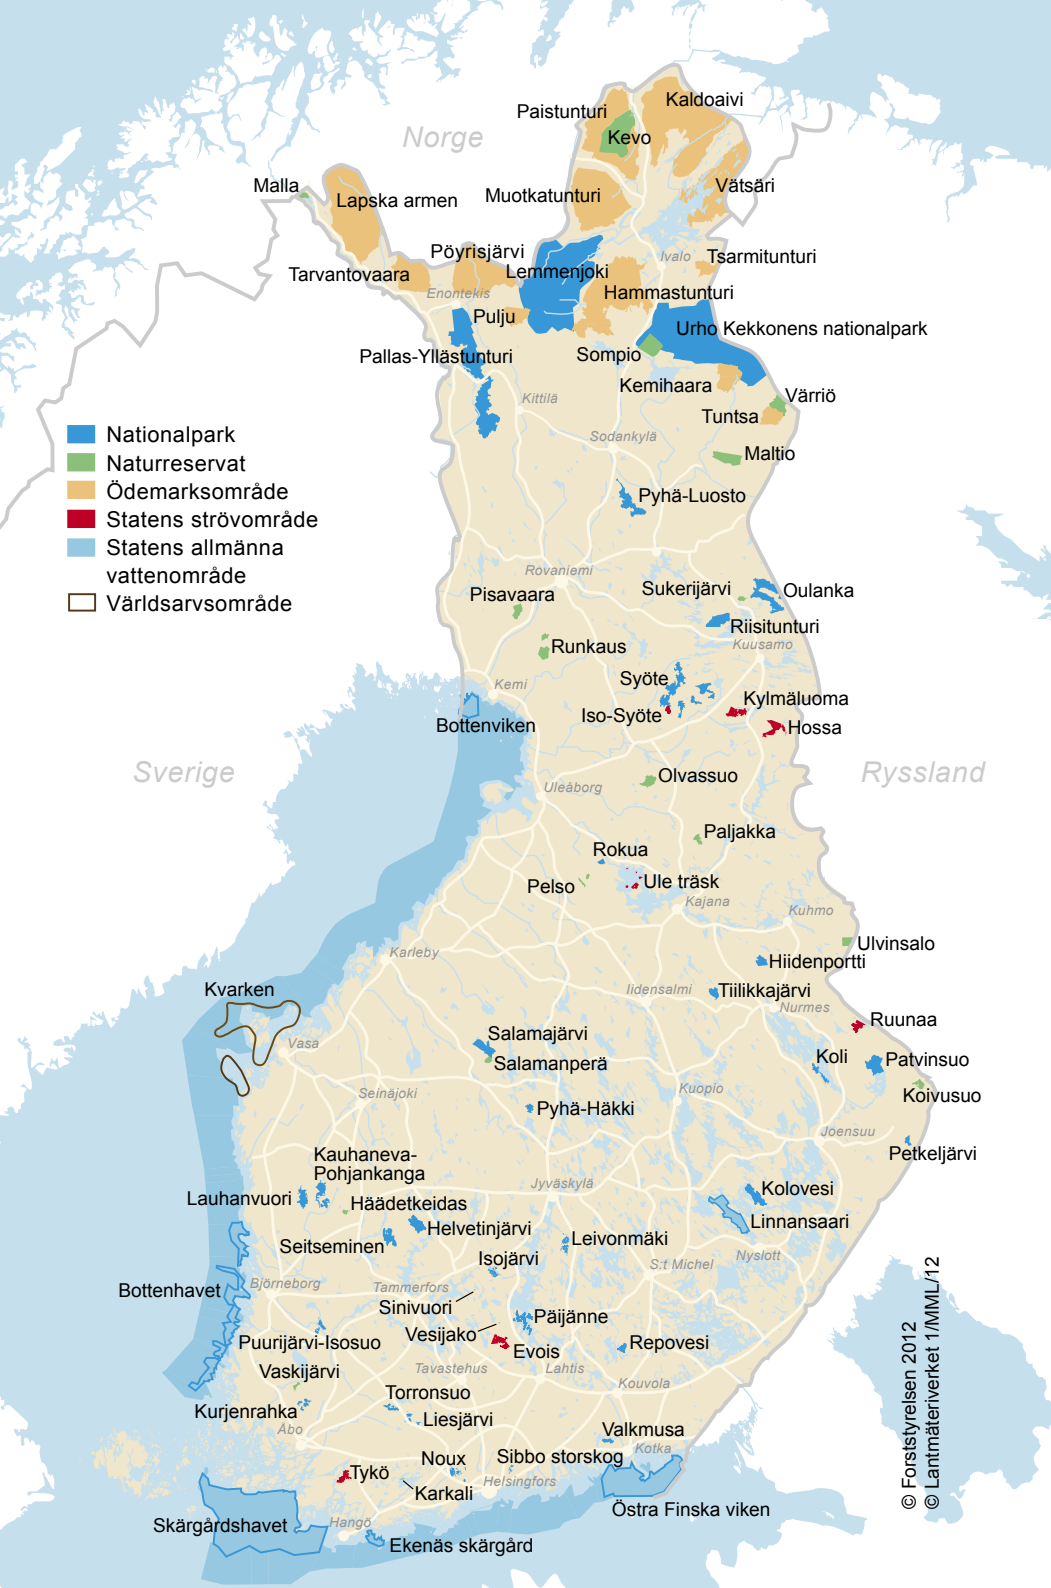 Kaldoaivi
Paistunturi
Norge
Kevo
Malla
Lapska armen
Muotkatunturi
Vätsäri
Pöyrisjärvi
Ivalo
Tsarmitunturi
Tarvantovaara
Lemmenjoki
Enontekis
Hammastunturi
Pulju
Urho Kekkonens nationalpark
Pallas-Yllästunturi
Sompio
Kemihaara
Värriö
Kittilä
Tuntsa
Nationalpark
Sodankylä
Maltio
Naturreservat
Ödemarksområde
Pyhä-Luosto
Statens strövområde
Statens allmänna
vattenområde
Världsarvsområde
Rovaniemi
Sukerijärvi
Oulanka
Pisavaara
Riisitunturi
Runkaus
Kuusamo
Syöte
Kemi
Kylmäluoma
Iso-Syöte
Bottenviken
Hossa
Sverige
Ryssland
Olvassuo
Uleåborg
Paljakka
Rokua
Ule träsk
Pelso
Kajana
Kuhmo
Ulvinsalo
Karleby
Hiidenportti
Kvarken
Iidensalmi
Tiilikkajärvi
Nurmes
Ruunaa
Salamajärvi
Vasa
Koli
Patvinsuo
Salamanperä
Seinäjoki
Kuopio
Koivusuo
Pyhä-Häkki
Joensuu
Petkeljärvi
Kauhaneva-
Pohjankanga
Jyväskylä
Kolovesi
Lauhanvuori
Häädetkeidas
Linnansaari
Helvetinjärvi
Leivonmäki
Seitseminen
Isojärvi
Nyslott
S:t Michel
Bottenhavet
Björneborg
Tammerfors
Sinivuori
Päijänne
Vesijako
Puurijärvi-Isosuo
Evois
Repovesi
Vaskijärvi
Tavastehus
Lahtis
Kouvola
Torronsuo
Kurjenrahka
Liesjärvi
Åbo
Valkmusa
Kotka
Noux
Sibbo storskog
Tykö
Helsingfors
Karkali
Östra Finska viken
Skärgårdshavet
Hangö
Ekenäs skärgård
© Forststyrelsen 2012
© Lantmäteriverket 1/MML/12